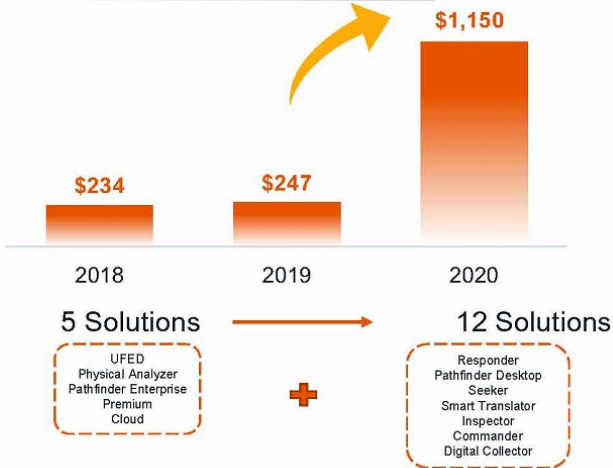 $1,150
$234
$247
2018
2019
2020
5 Solutions
12 Solutions
UFED
Physical Analyzer
Pathfinder Enterprise
Premium
Cloud
Responder
Pathfinder Desktop
Seeker
Smart Translator
Inspector
Commander
Digital Collector